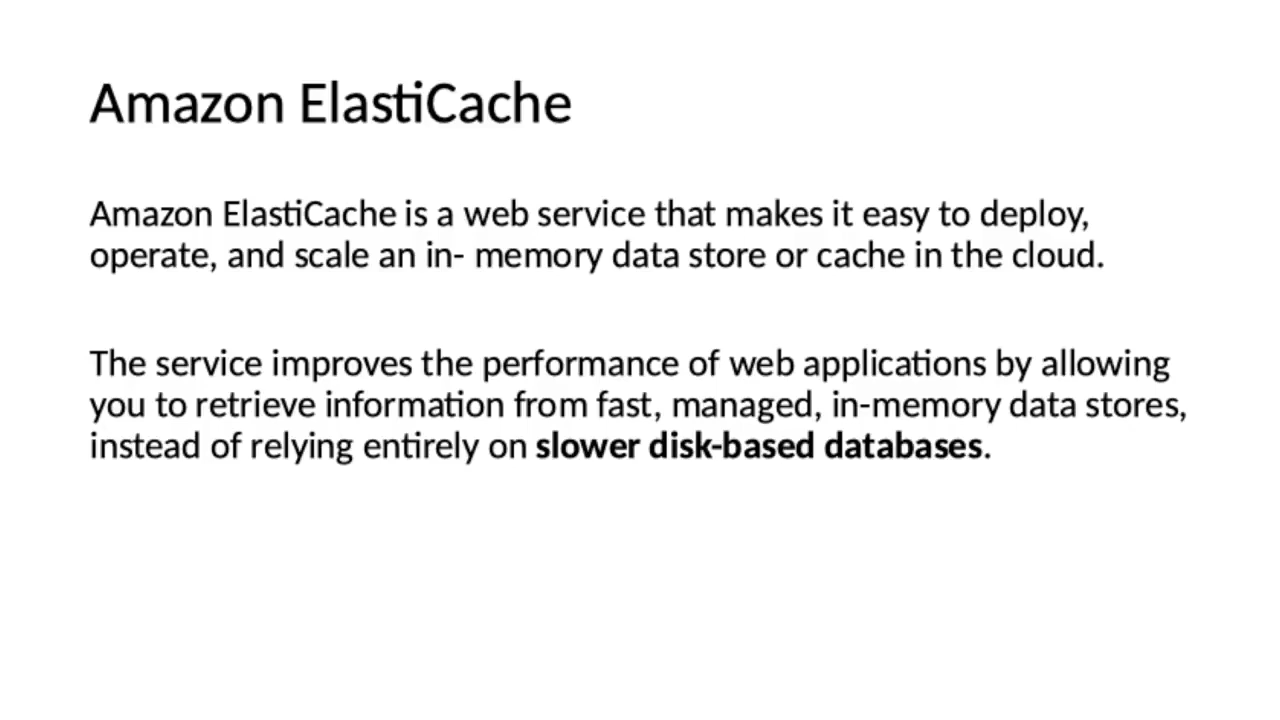 Amazon ElastiCache
Amazon ElastiCache is a web service that makes it easy to deploy,
operate, and scale an in- memory data store or cache in the cloud.
The service improves the performance of web applications by allowing
you to retrieve information from fast, managed, in-memory data stores,
instead of relying entirely on slower disk-based databases.